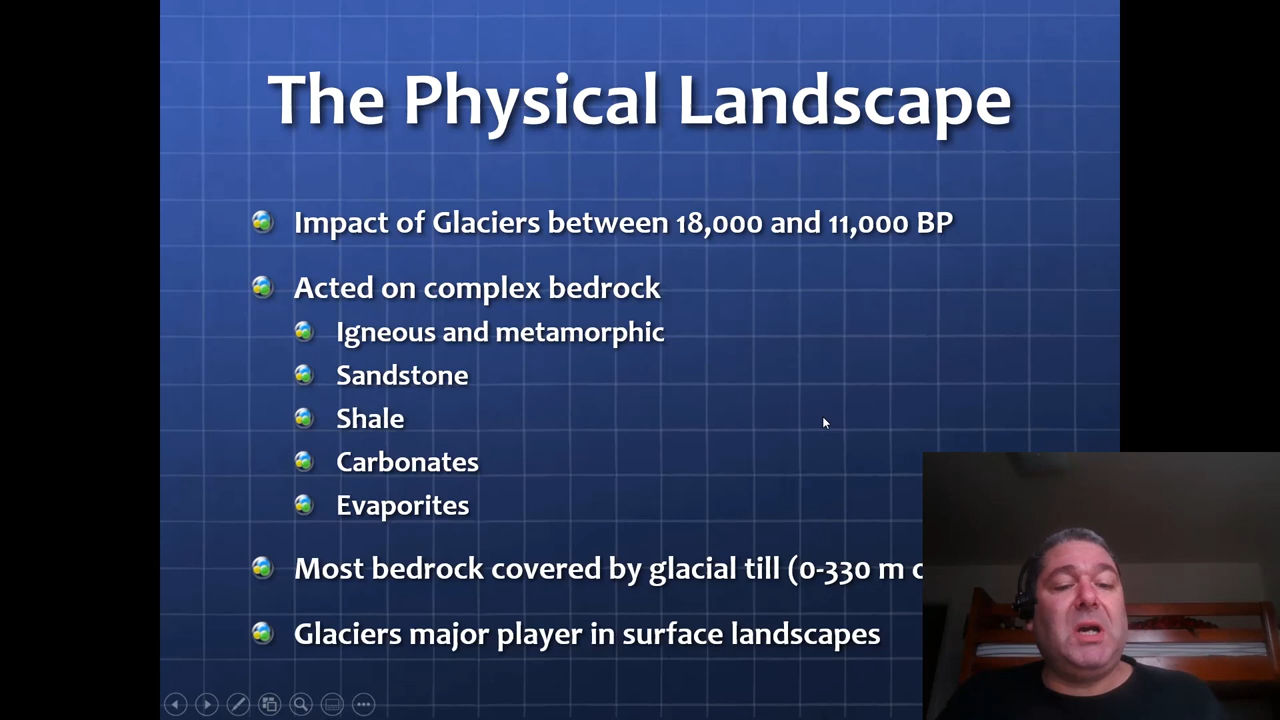 The Physical Landscape
Impact of Glaciers between 18,000 and 11,000 BP
Acted on complex bedrock
Igneous and metamorphic
Sandstone
Shale
Carbonates
Evaporites
Most bedrock covered by glacial till (0-330 m
Glaciers major player in surface landscapes